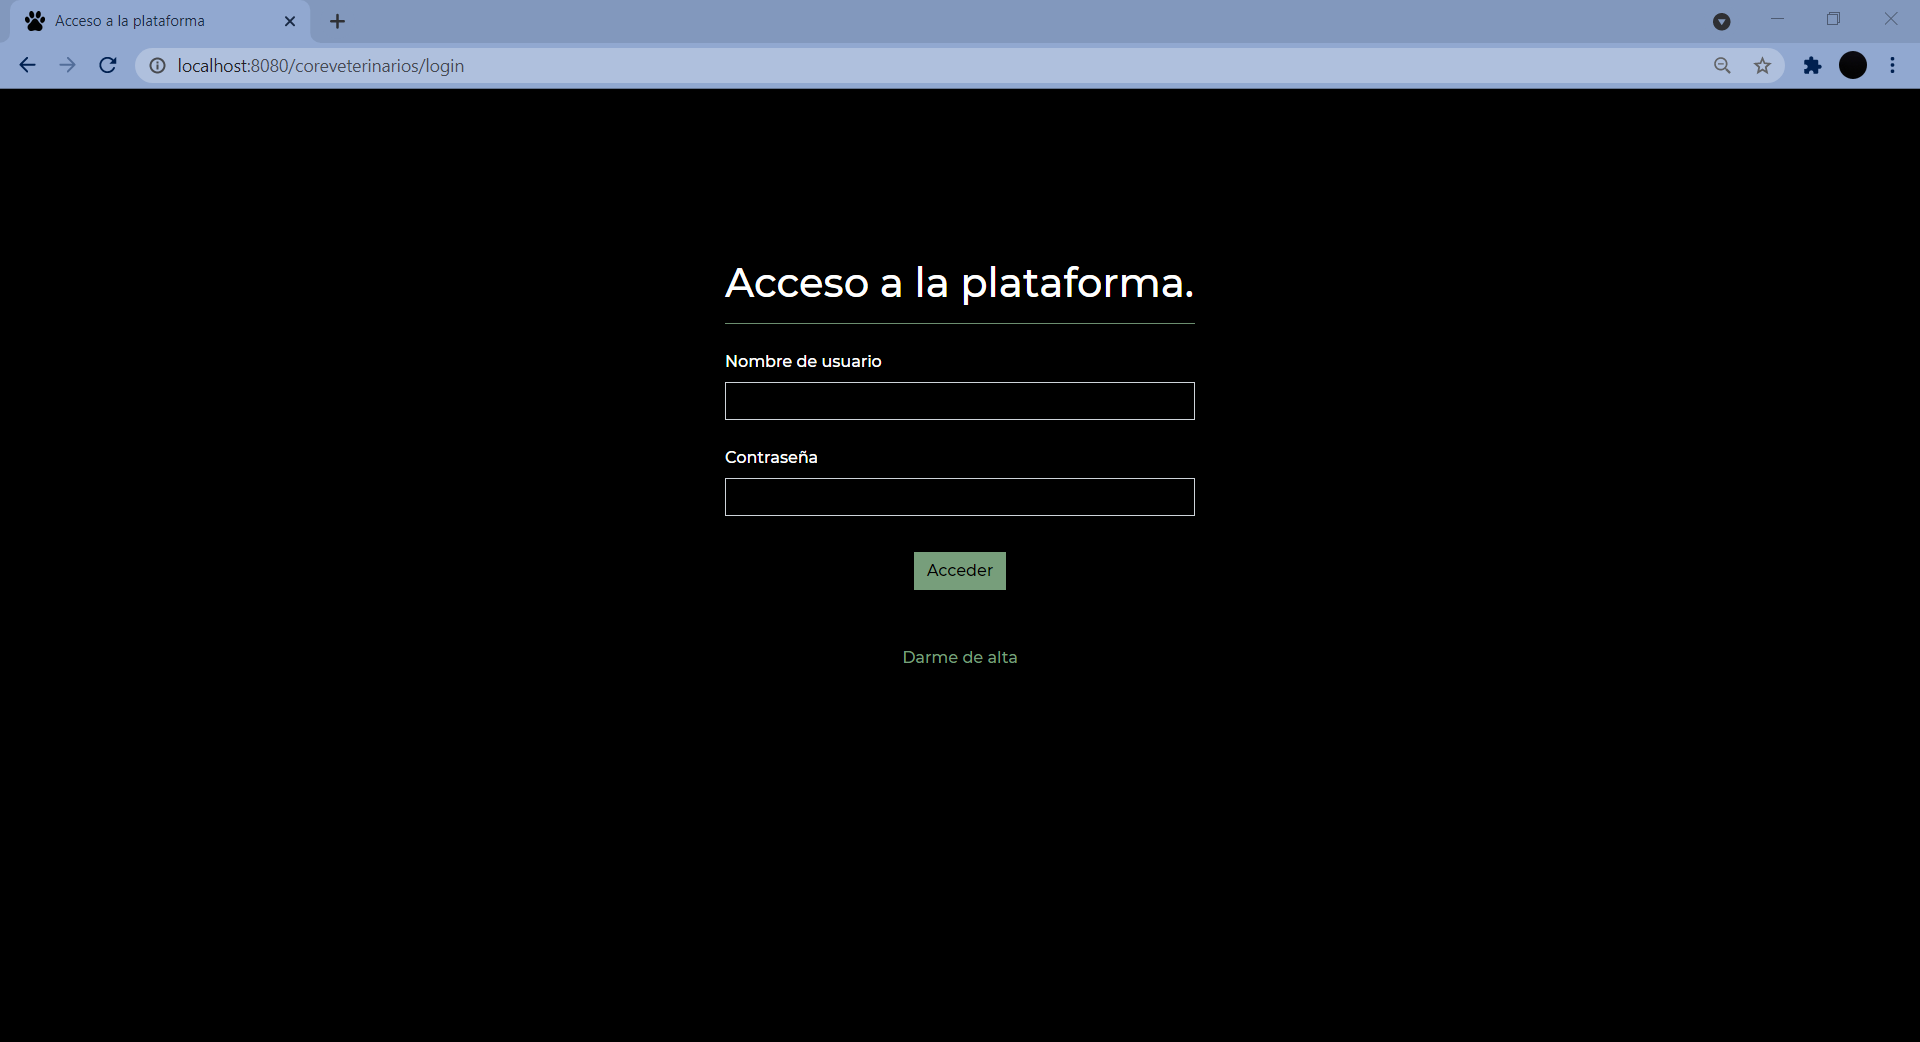 Acceso a la plataforma
localhost:8080/coreveterinarios/login
Acceso a la plataforma.
Nombre de usuario
Contraseña
Acceder
Darme de alta